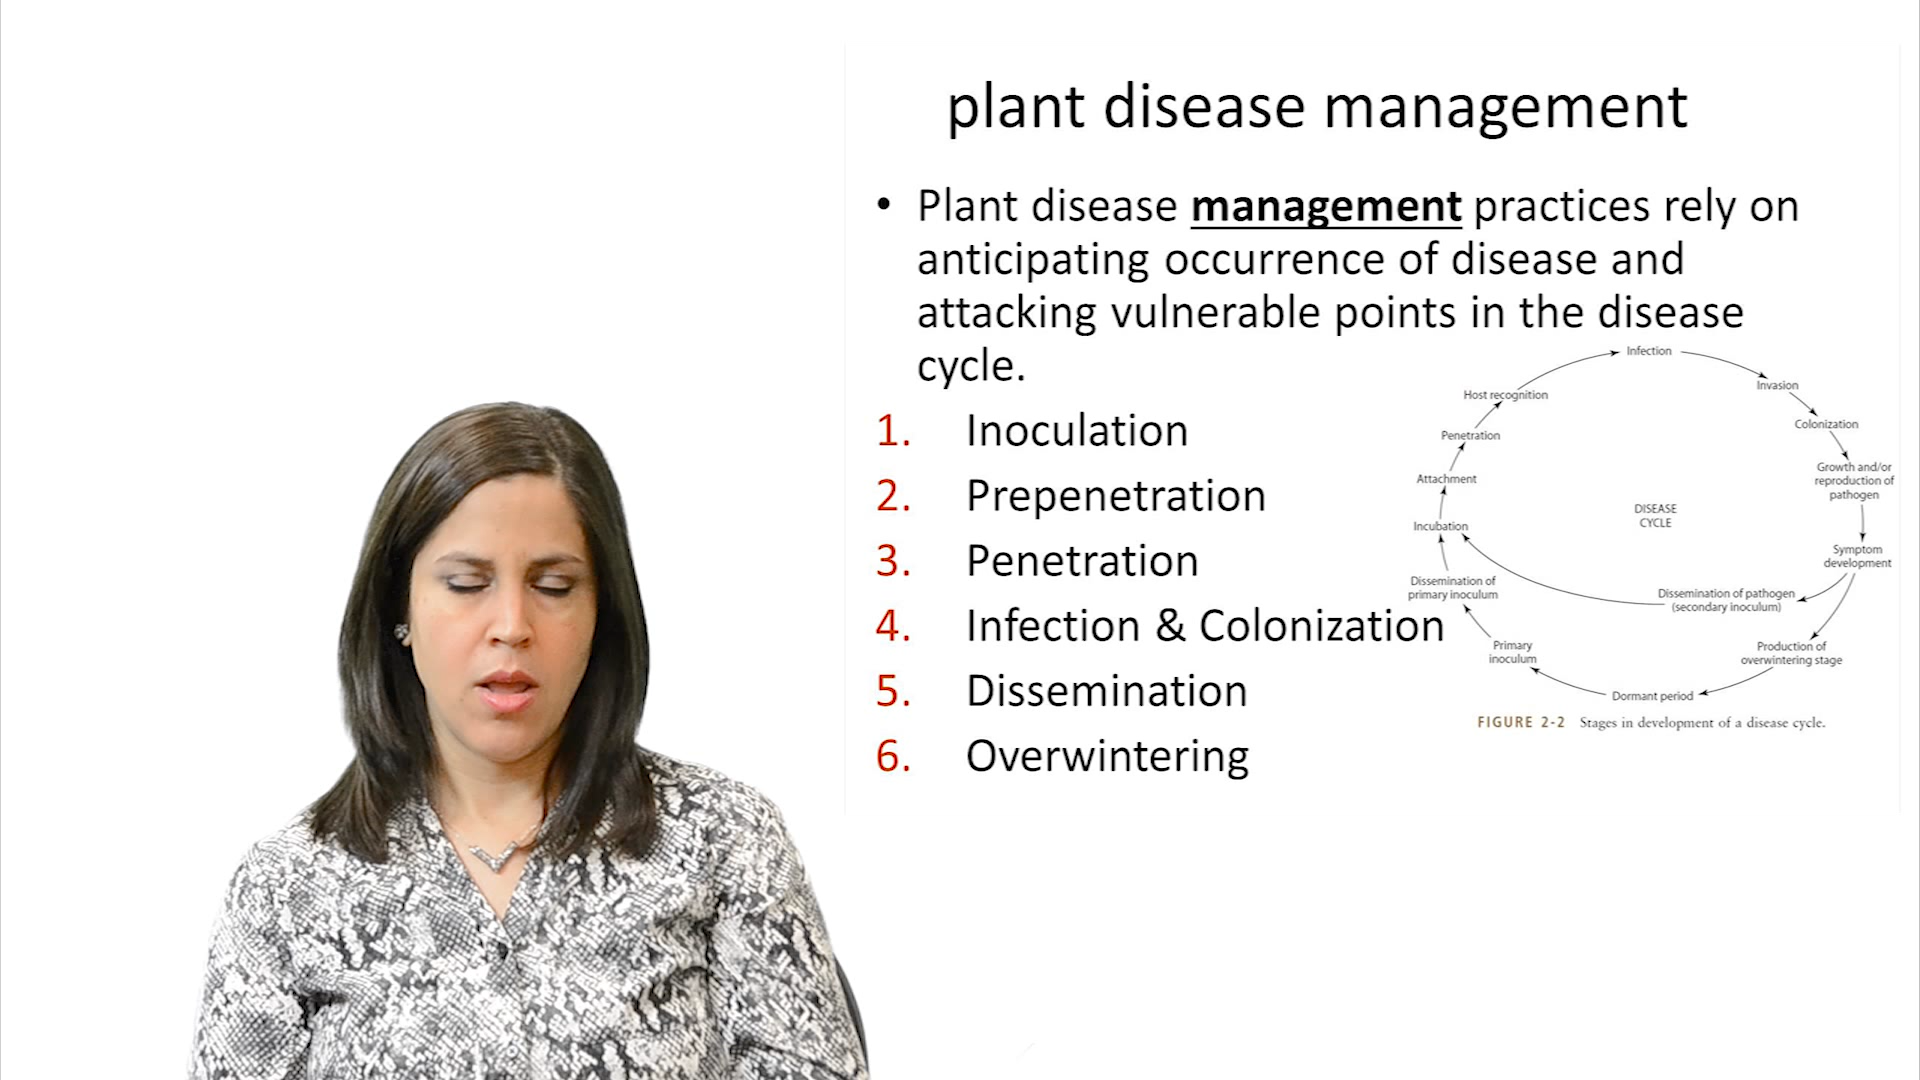 plant disease management
• Plant disease management practices rely on
anticipating occurrence of disease and
attacking vulnerable points in the disease
cycle.
1. Inoculation
2. Prepenetration
3. Penetration
4. Infection & Colonization
5. Dissemination
6. Overwintering
Infection
Invasion
Colonization
Growth and/or
reproduction of
pathogen
Symptom
development
Dissemination of pathogen
(secondary inoculum)
Production of
overwintering stage
Dormant period
Primary
inoculum
Dissemination of
primary inoculum
Incubation
Attachment
Penetration
Host recognition
DISEASE
CYCLE
FIGURE 2-2 Stages in development of a disease cycle.